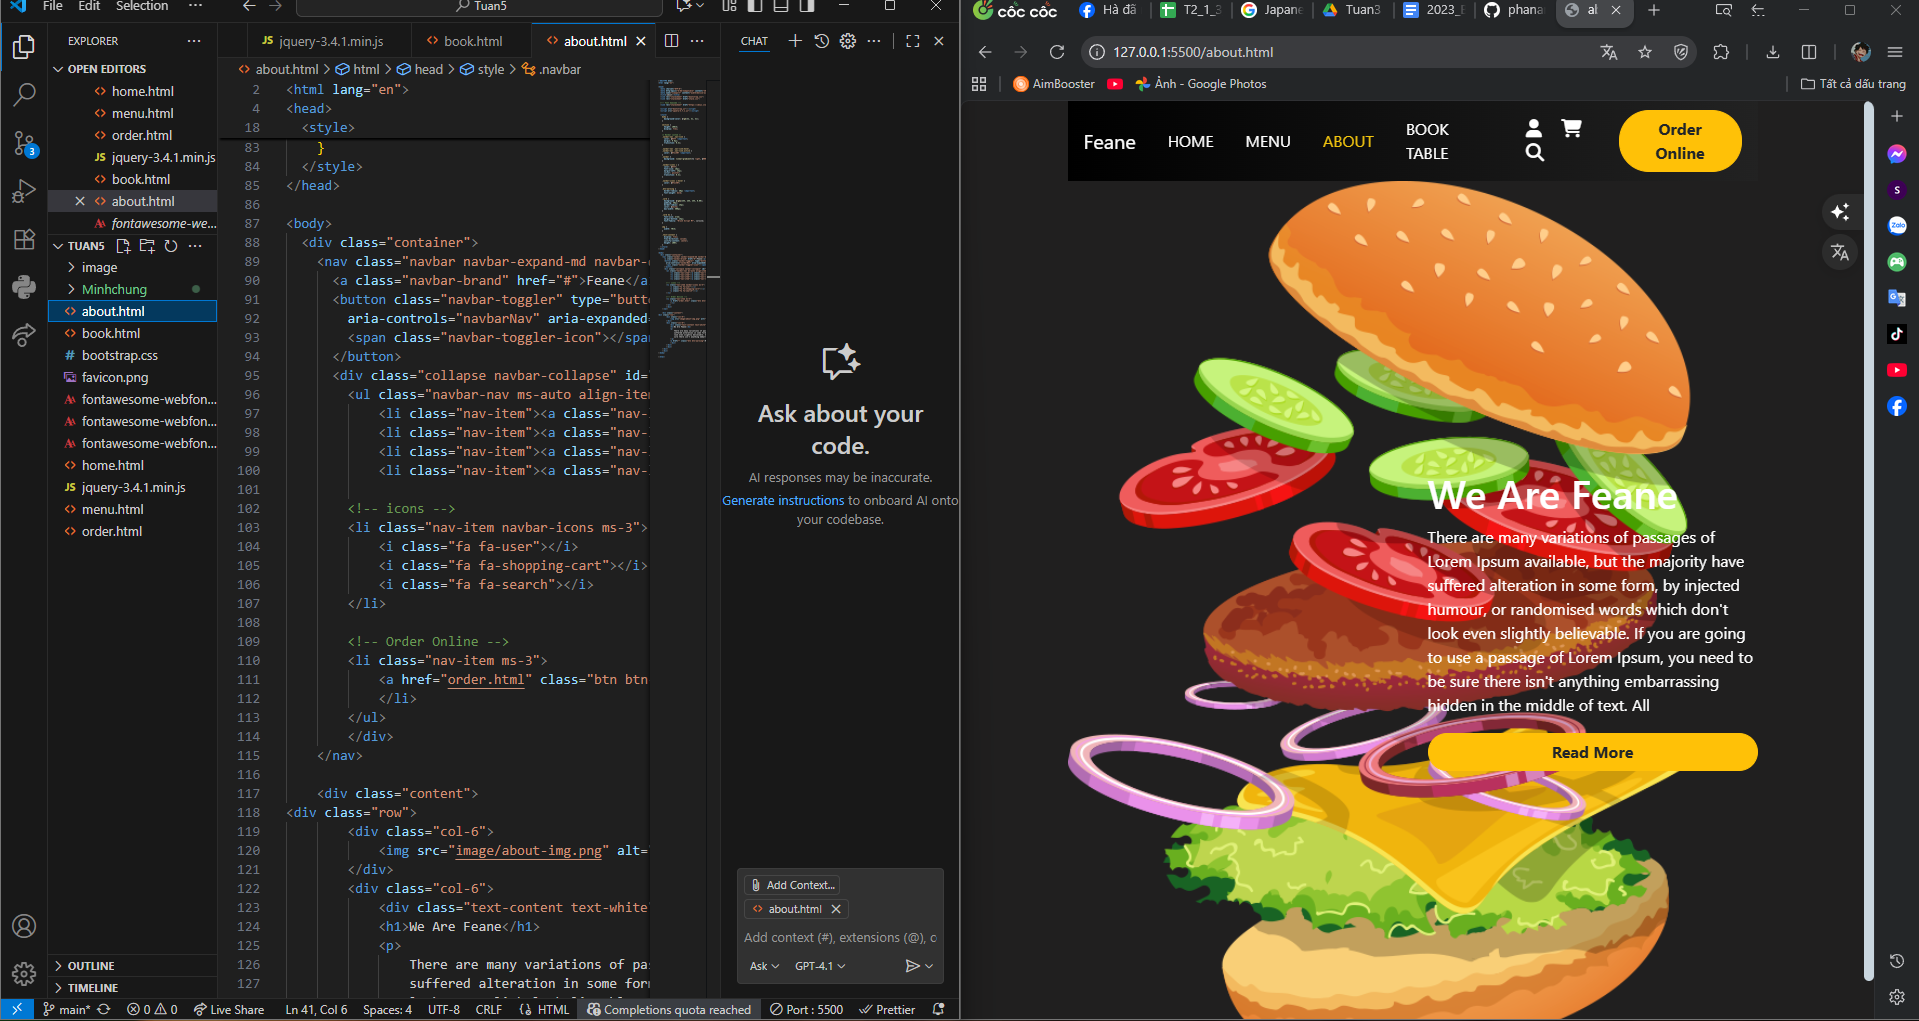 File Edit Selection ··· Tuan5
EXPLORER
OPEN EDITORS
home.html
menu.html
order.html
JS jquery-3.4.1.min.js
book.html
about.html
fontawesome-we...
TUAN5
image
Minhchung
about.html
book.html
# bootstrap.css
favicon.png
fontawesome-webfon...
fontawesome-webfon...
fontawesome-webfon...
home.html
JS jquery-3.4.1.min.js
menu.html
order.html
OUTLINE
TIMELINE
3
JS jquery-3.4.1.min.js book.html about.html
about.html > html > head > style > .navbar
2 <html lang="en">
4 <head>
18 <style>
83 }
84 </style>
85 </head>
86
87 <body>
88 <div class="container">
89 <nav class="navbar navbar-expand-md navbar-
90 <a class="navbar-brand" href="#">Feane</a
91 <button class="navbar-toggler" type="butt
92 aria-controls="navbarNav" aria-expanded
93 <span class="navbar-toggler-icon"></spa
94 </button>
95 <div class="collapse navbar-collapse" id=
96 <ul class="navbar-nav ms-auto align-ite
97 <li class="nav-item"><a class="nav-
98 <li class="nav-item"><a class="nav-
99 <li class="nav-item"><a class="nav-
100 <li class="nav-item"><a class="nav-
101
102 <!-- icons -->
103 <li class="nav-item navbar-icons ms-3">
104 <i class="fa fa-user"></i>
105 <i class="fa fa-shopping-cart"></i>
106 <i class="fa fa-search"></i>
107 </li>
108
109 <!-- Order Online -->
110 <li class="nav-item ms-3">
111 <a href="order.html" class="btn btn
112 </li>
113 </ul>
114 </div>
115 </nav>
116
117 <div class="content">
118 <div class="row">
119 <div class="col-6">
120 <img src="image/about-img.png" alt=
121 </div>
122 <div class="col-6">
123 <div class="text-content text-white
124 <h1>We Are Feane</h1>
125 <p>
126 There are many variations of pa
127 suffered alteration in some for
CHAT
Ask about your
code.
AI responses may be inaccurate.
Generate instructions to onboard AI onto
your codebase.
Add Context...
about.html
Add context (#), extensions (@), c
Ask GPT-4.1
main* 0 0 Live Share Ln 41, Col 6 Spaces: 4 UTF-8 CRLF HTML Completions quota reached Port : 5500 Prettier
cốc cốc Hà đã T2_1_3 Japane Tuan3 2023_ phana al
127.0.0.1:5500/about.html
AimBooster Ảnh - Google Photos Tất cả dấu trang
Feane HOME MENU ABOUT BOOK
TABLE
Order
Online
We Are Feane
There are many variations of passages of
Lorem Ipsum available, but the majority have
suffered alteration in some form, by injected
humour, or randomised words which don't
look even slightly believable. If you are going
to use a passage of Lorem Ipsum, you need to
be sure there isn't anything embarrassing
hidden in the middle of text. All
Read More
S
Zalo